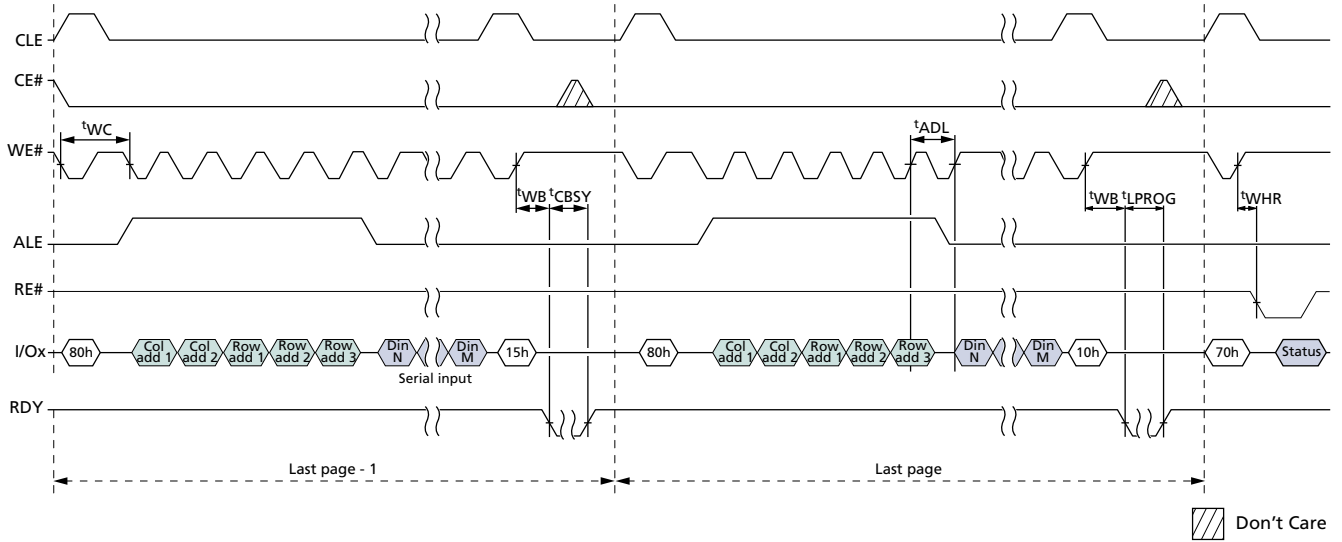 CLE
CE#
tWC
tADL
WE#
tWB tCBSY
tWB tLPROG
tWHR
ALE
RE#
I/Ox
80h
Col add 1
Col add 2
Row add 1
Row add 2
Row add 3
Din N
Din M
15h
80h
Col add 1
Col add 2
Row add 1
Row add 2
Row add 3
Din N
Din M
10h
70h
Status
Serial input
RDY
Last page - 1
Last page
Don't Care